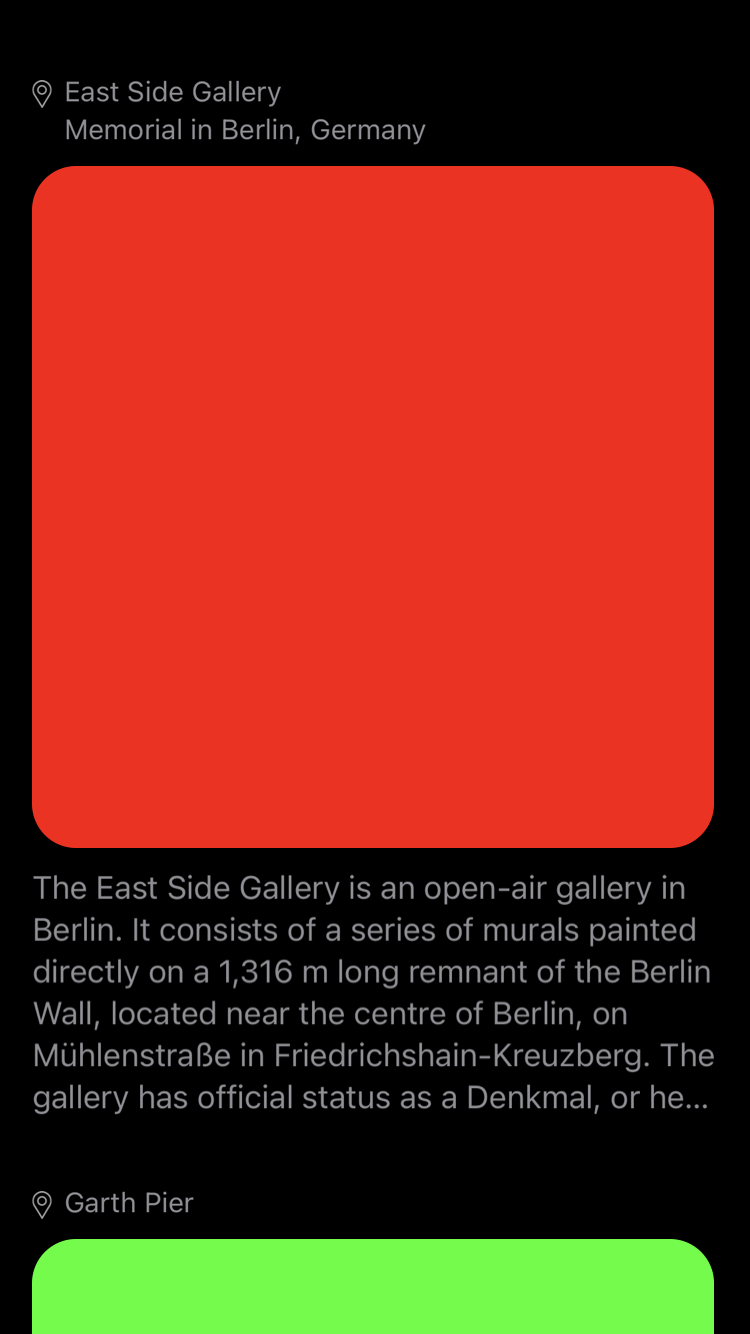 East Side Gallery
Memorial in Berlin, Germany
The East Side Gallery is an open-air gallery in
Berlin. It consists of a series of murals painted
directly on a 1,316 m long remnant of the Berlin
Wall, located near the centre of Berlin, on
Mühlenstraße in Friedrichshain-Kreuzberg. The
gallery has official status as a Denkmal, or he…
Garth Pier